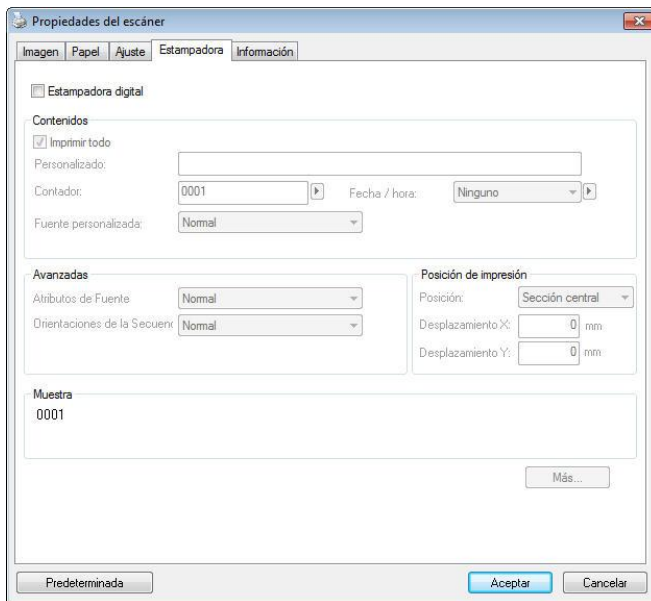 Propiedades del escáner
Imagen Papel Ajuste Estampadora Información
Estampadora digital
Contenidos
Imprimir todo
Personalizado:
Contador: 0001 Fecha / hora: Ninguno
Fuente personalizada: Normal
Avanzadas
Atributos de Fuente Normal
Orientaciones de la Secuenc Normal
Posición de impresión
Posición: Sección central
Desplazamiento X: 0 mm
Desplazamiento Y: 0 mm
Muestra
0001
Más...
Predeterminada Aceptar Cancelar